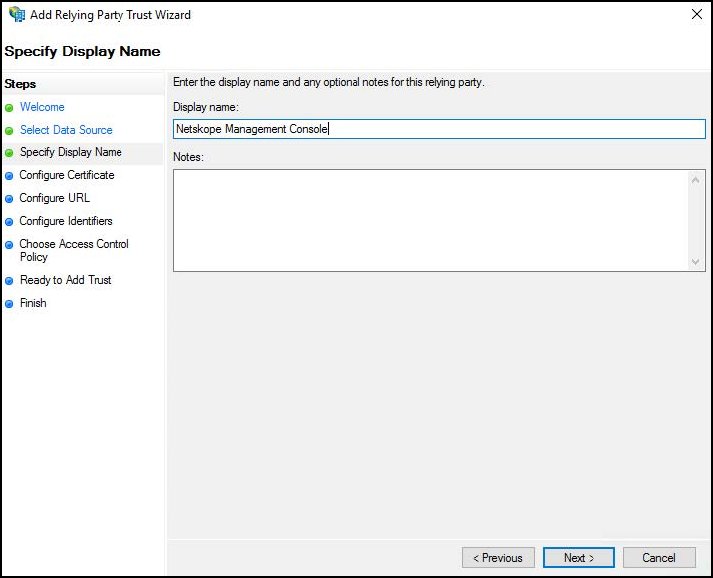 Add Relying Party Trust Wizard
Specify Display Name
Steps
Welcome
Select Data Source
Specify Display Name
Configure Certificate
Configure URL
Configure Identifiers
Choose Access Control
Policy
Ready to Add Trust
Finish
Enter the display name and any optional notes for this relying party.
Display name:
Netskope Management Console
Notes:
< Previous
Next >
Cancel